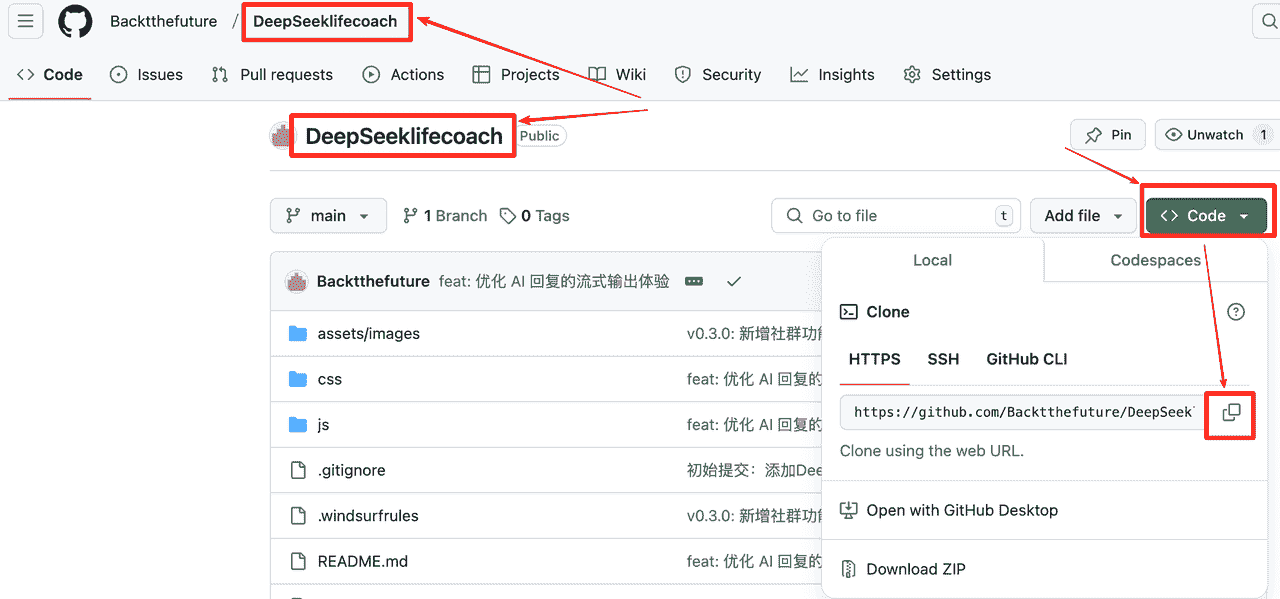 Backtthefuture / DeepSeeklifecoach
Code Issues Pull requests Actions Projects Wiki Security Insights Settings
DeepSeeklifecoach Public
Pin Unwatch 1
main 1 Branch 0 Tags
Go to file t Add file Code
Local Codespaces
Backtthefuture feat: 优化 AI 回复的流式输出体验
Clone
assets/images v0.3.0: 新增社群功
HTTPS SSH GitHub CLI
css feat: 优化 AI 回复的
https://github.com/Backtthefuture/DeepSeek
js feat: 优化 AI 回复的
Clone using the web URL.
.gitignore 初始提交：添加Dee
.windsurfrules v0.3.0: 新增社群功
Open with GitHub Desktop
README.md feat: 优化 AI 回复的
Download ZIP